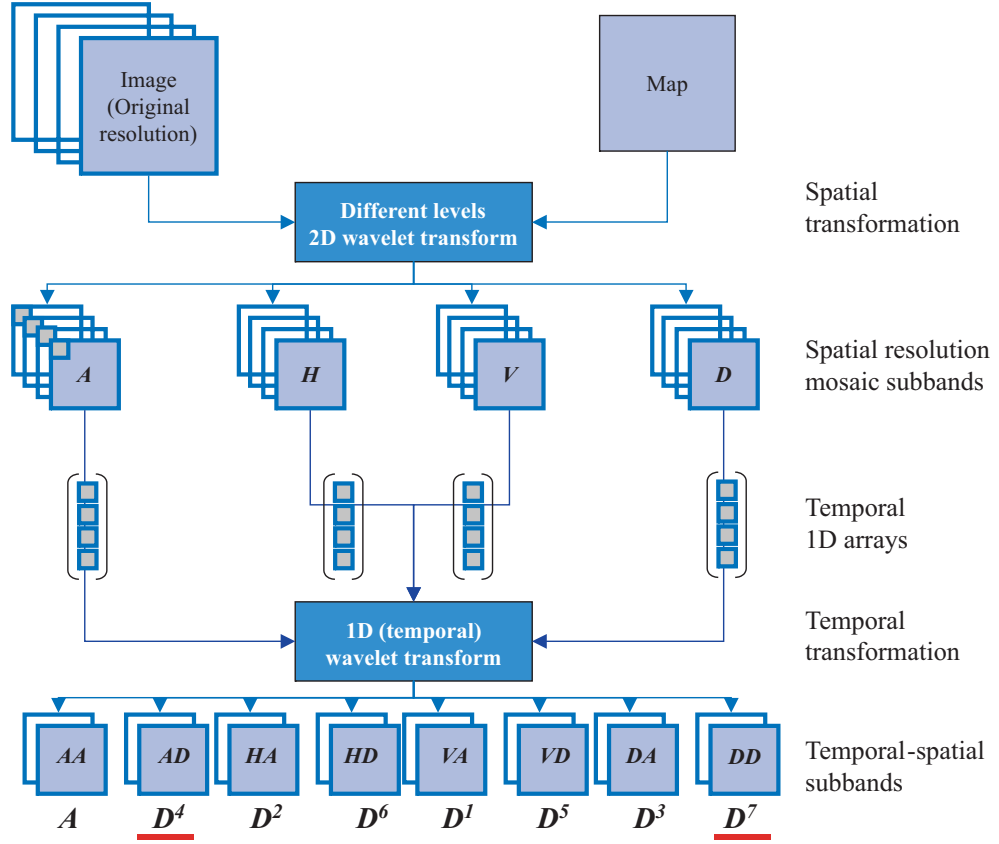 Image
(Original
resolution)
Map
Different levels
2D wavelet transform
Spatial
transformation
A
H
V
D
Spatial resolution
mosaic subbands
Temporal
1D arrays
1D (temporal)
wavelet transform
Temporal
transformation
AA AD HA HD VA VD DA DD
Temporal-spatial
subbands
A D⁴ D² D⁶ D¹ D⁵ D³ D⁷